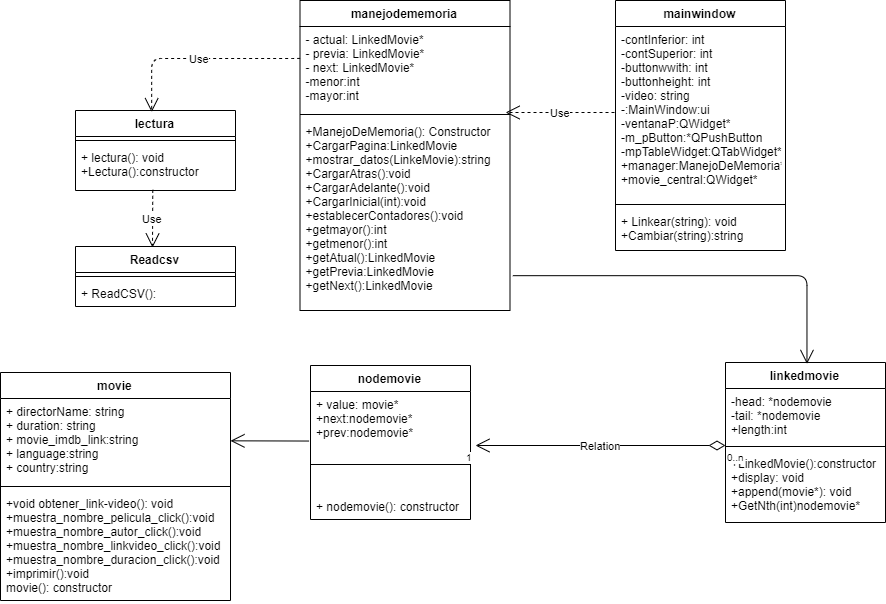 manejodememoria
- actual: LinkedMovie*
- previa: LinkedMovie*
- next: LinkedMovie*
-menor:int
-mayor:int
+ManejoDeMemoria(): Constructor
+CargarPagina:LinkedMovie
+mostrar_datos(LinkeMovie):string
+CargarAtras():void
+CargarAdelante():void
+CargarInicial(int):void
+establecerContadores():void
+getmayor():int
+getmenor():int
+getAtual():LinkedMovie
+getPrevia:LinkedMovie
+getNext():LinkedMovie
mainwindow
-contInferior: int
-contSuperior: int
-buttonwwith: int
-buttonheight: int
-video: string
-:MainWindow:ui
-ventanaP:QWidget*
-m_pButton:*QPushButton
-mpTableWidget:QTabWidget*
+manager:ManejoDeMemoria
+movie_central:QWidget*
+ Linkear(string): void
+Cambiar(string):string
Use
Use
lectura
+ lectura(): void
+Lectura():constructor
Use
Readcsv
+ ReadCSV():
movie
+ directorName: string
+ duration: string
+ movie_imdb_link:string
+ language:string
+ country:string
+void obtener_link-video(): void
+muestra_nombre_pelicula_click():void
+muestra_nombre_autor_click():void
+muestra_nombre_linkvideo_click():void
+muestra_nombre_duracion_click():void
+imprimir():void
movie(): constructor
nodemovie
+ value: movie*
+next:nodemovie*
+prev:nodemovie*
+ nodemovie(): constructor
1
Relation
0..n
linkedmovie
-head: *nodemovie
-tail: *nodemovie
+length:int
LinkedMovie():constructor
+display: void
+append(movie*): void
+GetNth(int)nodemovie*